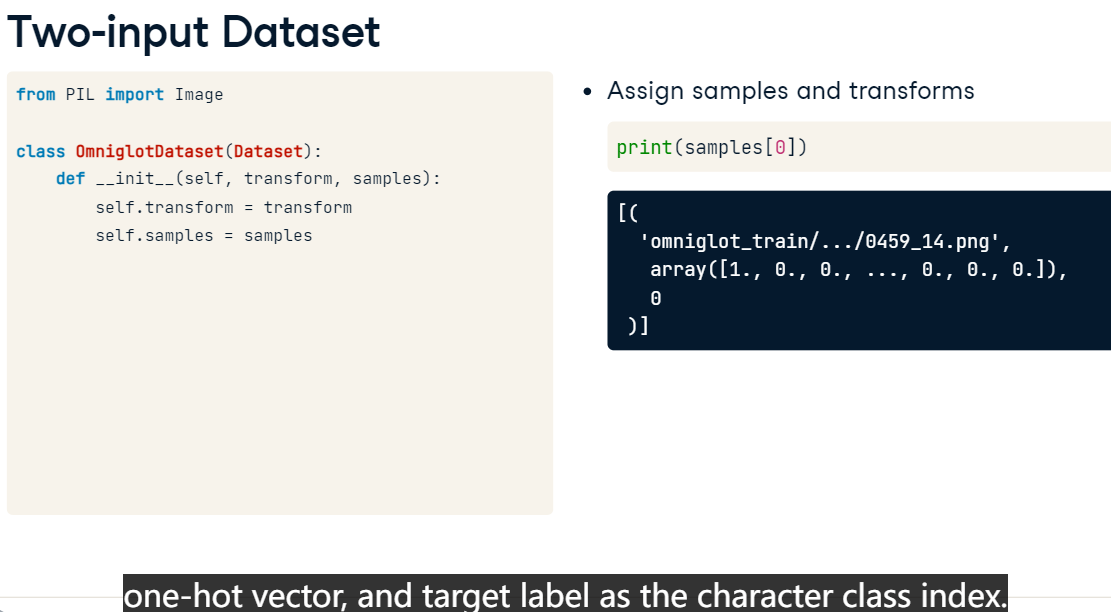 Two-input Dataset
from PIL import Image
class OmniglotDataset(Dataset):
def __init__(self, transform, samples):
self.transform = transform
self.samples = samples
• Assign samples and transforms
print(samples[0])
[(
'omniglot_train/.../0459_14.png',
array([1., 0., 0., ..., 0., 0., 0.]),
0
)]
one-hot vector, and target label as the character class index.